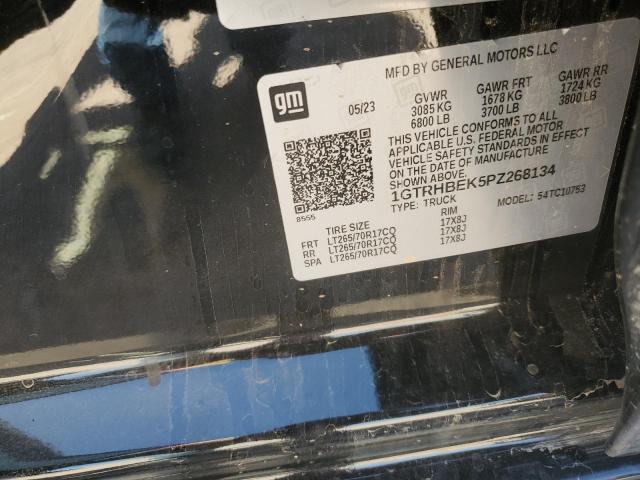 MFD BY GENERAL MOTORS LLC
gm
05/23
GVWR GAWR FRT GAWR RR
3085 KG 1678 KG 1724 KG
6800 LB 3700 LB 3800 LB
THIS VEHICLE CONFORMS TO ALL
APPLICABLE U.S. FEDERAL MOTOR
VEHICLE SAFETY STANDARDS IN EFFECT
ON THE DATE OF MANUFACTURE
SHOWN ABOVE.
1GTRHBEK5PZ268134
TYPE: TRUCK MODEL: 54TC10753
8555
TIRE SIZE RIM
FRT LT265/70R17CQ 17X8J
RR LT265/70R17CQ 17X8J
SPA LT265/70R17CQ 17X8J